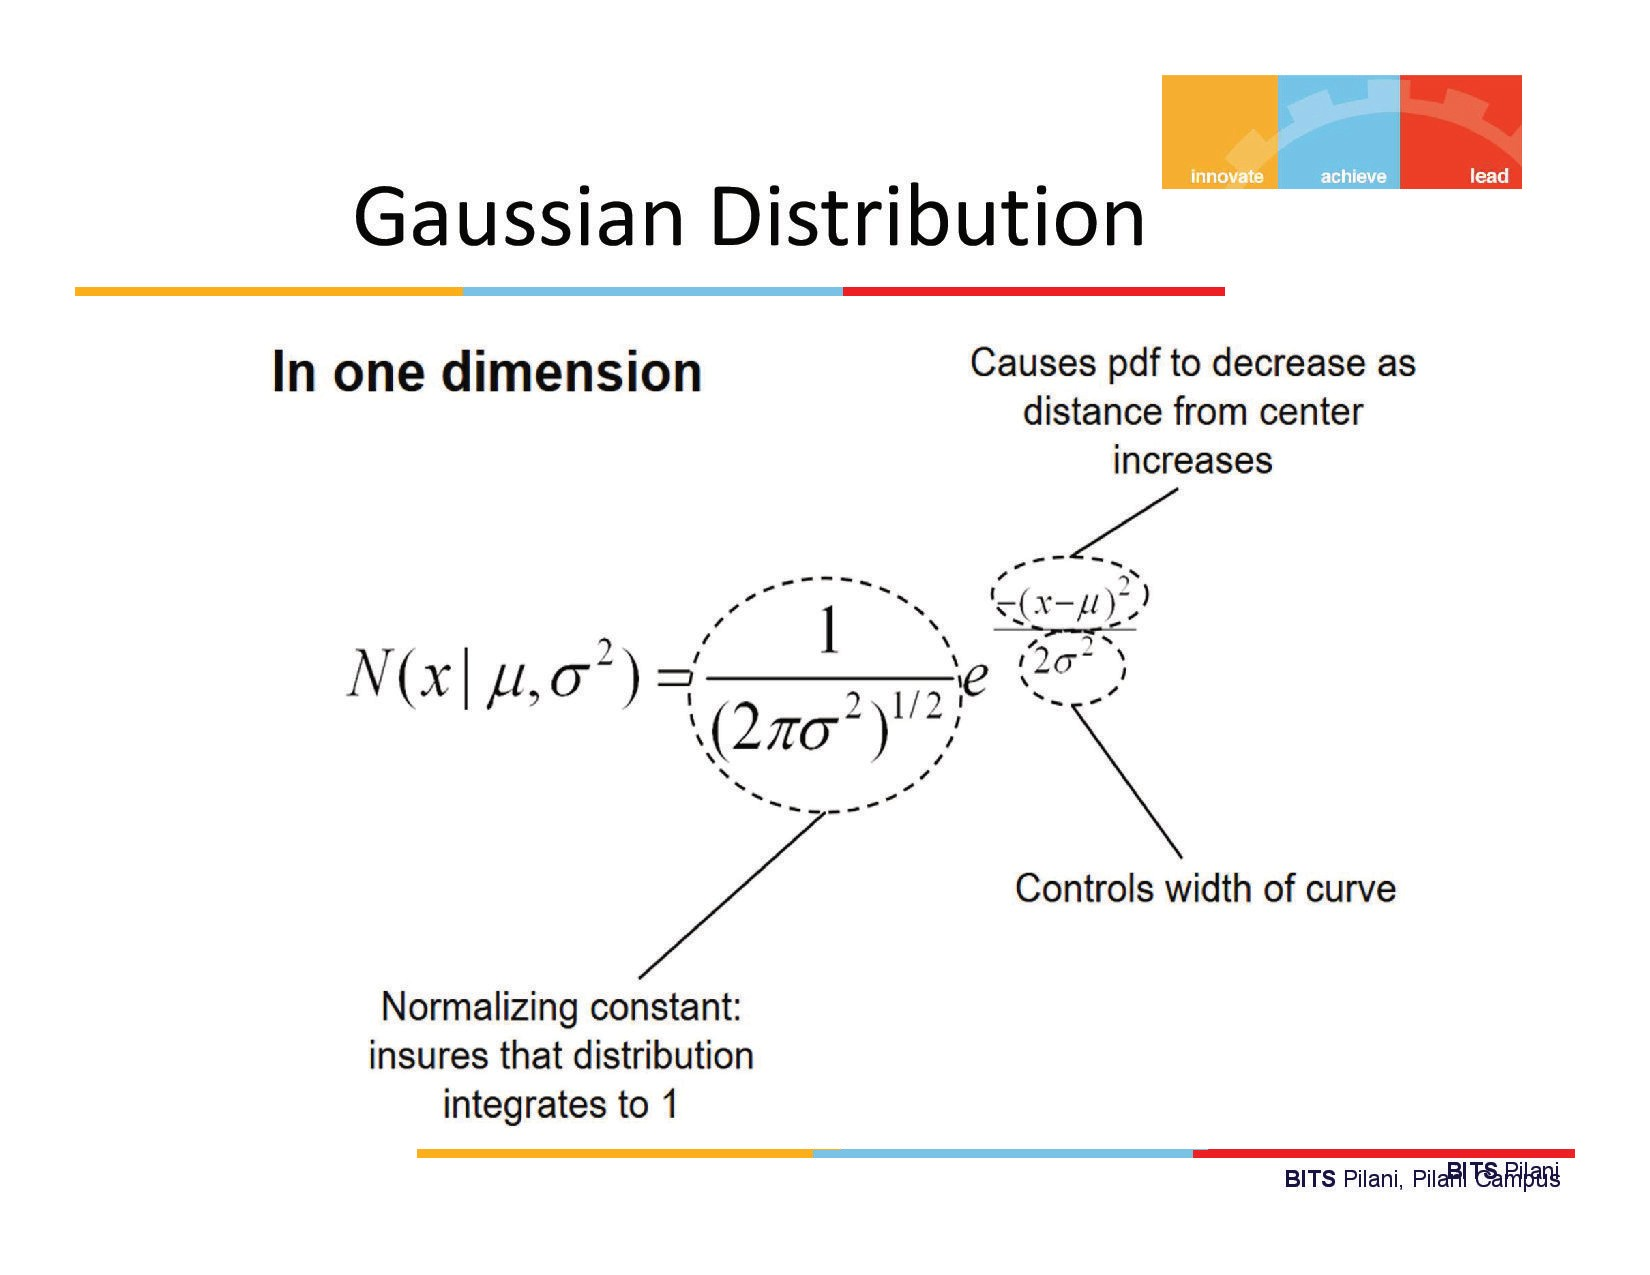 innovate achieve lead
Gaussian Distribution
In one dimension
Causes pdf to decrease as
distance from center
increases
N(x| μ,σ²) = 1/(2πσ²)^{1/2} e^{-(x-μ)²/2σ²}
Controls width of curve
Normalizing constant:
insures that distribution
integrates to 1
BITS Pilani
BITS Pilani, Pilani Campus